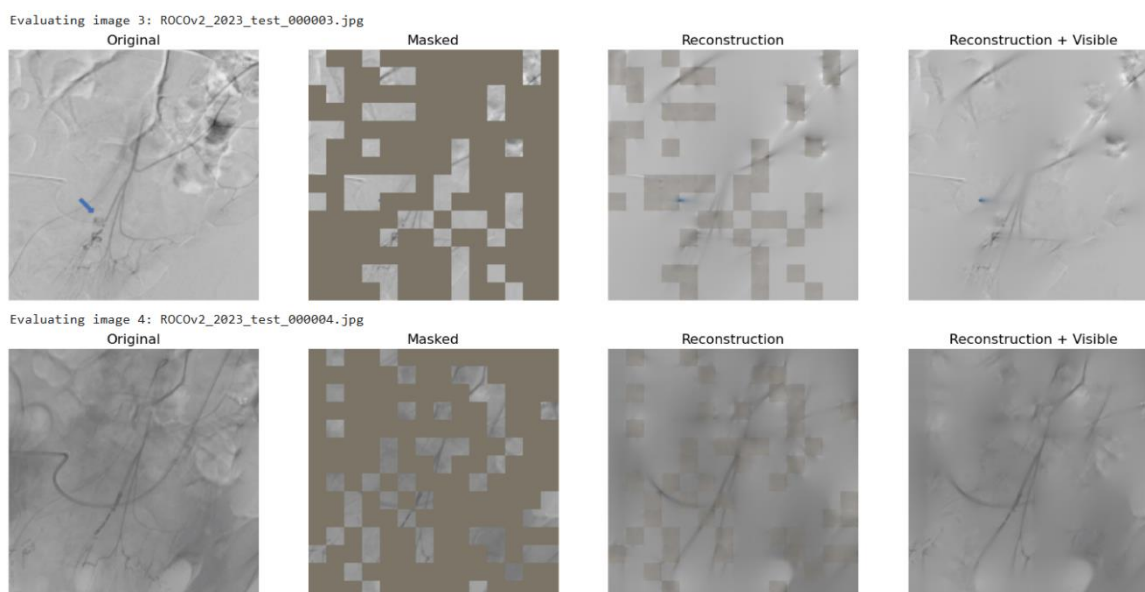 Evaluating image 3: ROCOv2_2023_test_000003.jpg
Original Masked Reconstruction Reconstruction + Visible
Evaluating image 4: ROCOv2_2023_test_000004.jpg
Original Masked Reconstruction Reconstruction + Visible